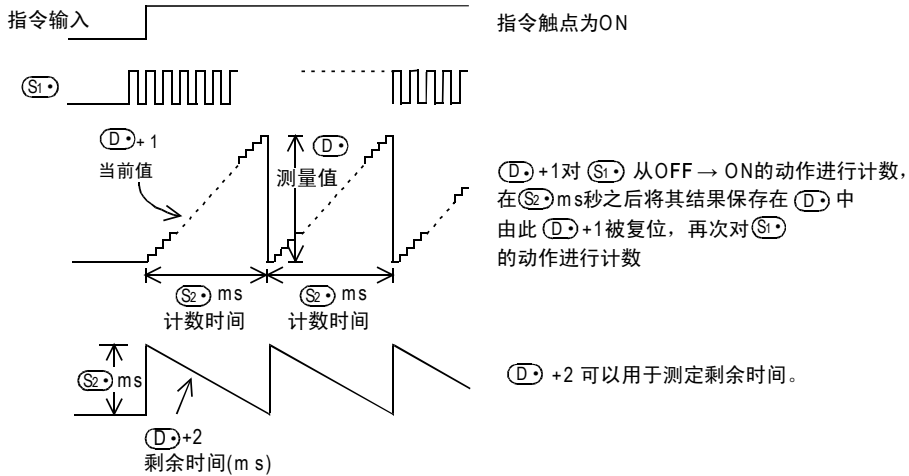 指令输入
指令触点为ON
S1·
D· + 1
当前值
D·
测量值
D· +1对 S1· 从OFF → ON的动作进行计数,
在S2·ms秒之后将其结果保存在 D· 中
由此 D·+1被复位，再次对S1·
的动作进行计数
S2· ms
计数时间
S2· ms
计数时间
S2· ms
D· +2 可以用于测定剩余时间。
D·+2
剩余时间(ms)